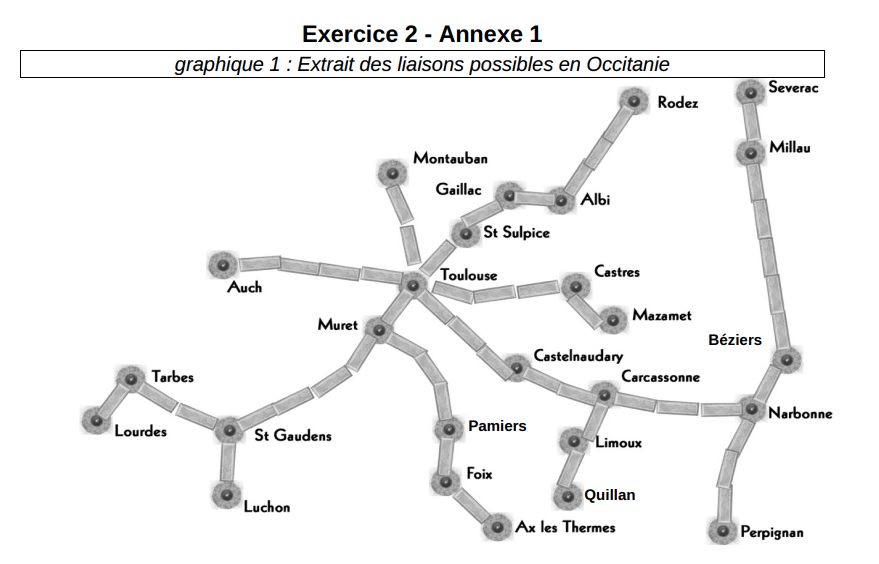 Exercice 2 - Annexe 1
graphique 1 : Extrait des liaisons possibles en Occitanie
Severac
Rodez
Millau
Montauban
Gaillac
Albi
St Sulpice
Toulouse
Castres
Auch
Mazamet
Muret
Béziers
Castelnaudary
Tarbes
Carcassonne
Narbonne
Lourdes
St Gaudens
Pamiers
Limoux
Foix
Quillan
Luchon
Ax les Thermes
Perpignan